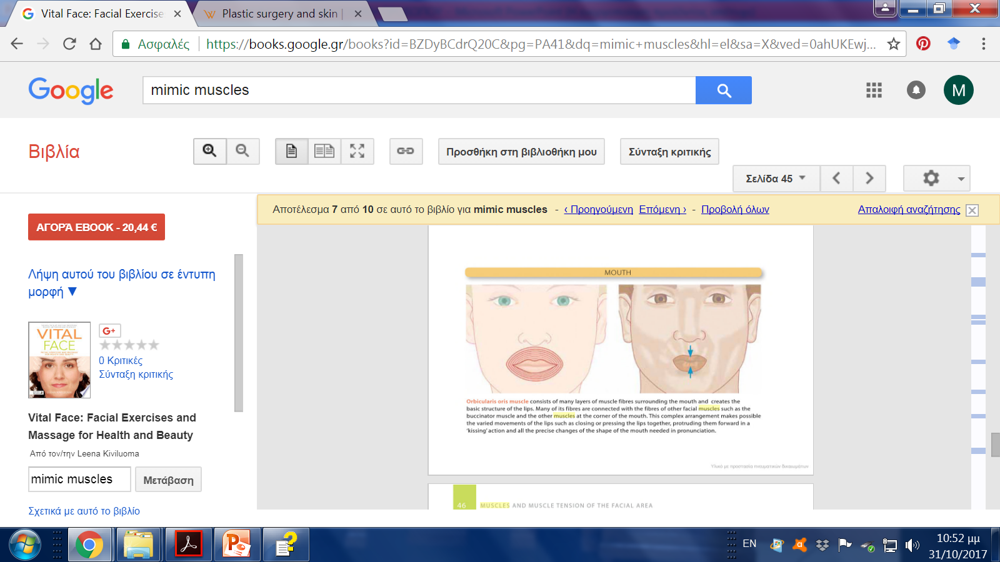 Vital Face: Facial Exercise
Plastic surgery and skin |
Ασφαλές
https://books.google.gr/books?id=BZDyBCdrQ20C&pg=PA41&dq=mimic+muscles&hl=el&sa=X&ved=0ahUKEwj...
Google
mimic muscles
M
Βιβλία
Προσθήκη στη βιβλιοθήκη μου
Σύνταξη κριτικής
Σελίδα 45
Αποτέλεσμα 7 από 10 σε αυτό το βιβλίο για mimic muscles - ‹ Προηγούμενη Επόμενη › - Προβολή όλων
Απαλοιφή αναζήτησης
ΑΓΟΡΆ EBOOK - 20,44 €
Λήψη αυτού του βιβλίου σε έντυπη
μορφή ▼
VITAL
FACE
G+
0 Κριτικές
Σύνταξη κριτικής
Vital Face: Facial Exercises and
Massage for Health and Beauty
Από τον/την Leena Kiviluoma
mimic muscles
Μετάβαση
Σχετικά με αυτό το βιβλίο
MOUTH
Orbicularis oris muscle consists of many layers of muscle fibres surrounding the mouth and creates the
basic structure of the lips. Many of its fibres are connected with the fibres of other facial muscles such as the
buccinator muscle and the other muscles at the corner of the mouth. This complex arrangement makes possible
the varied movements of the lips such as closing or pressing the lips together, protruding them forward in a
‘kissing’ action and all the precise changes of the shape of the mouth needed in pronunciation.
Υλικό με προστασία πνευματικών δικαιωμάτων
46
MUSCLES AND MUSCLE TENSION OF THE FACIAL AREA
EN
10:52 μμ
31/10/2017